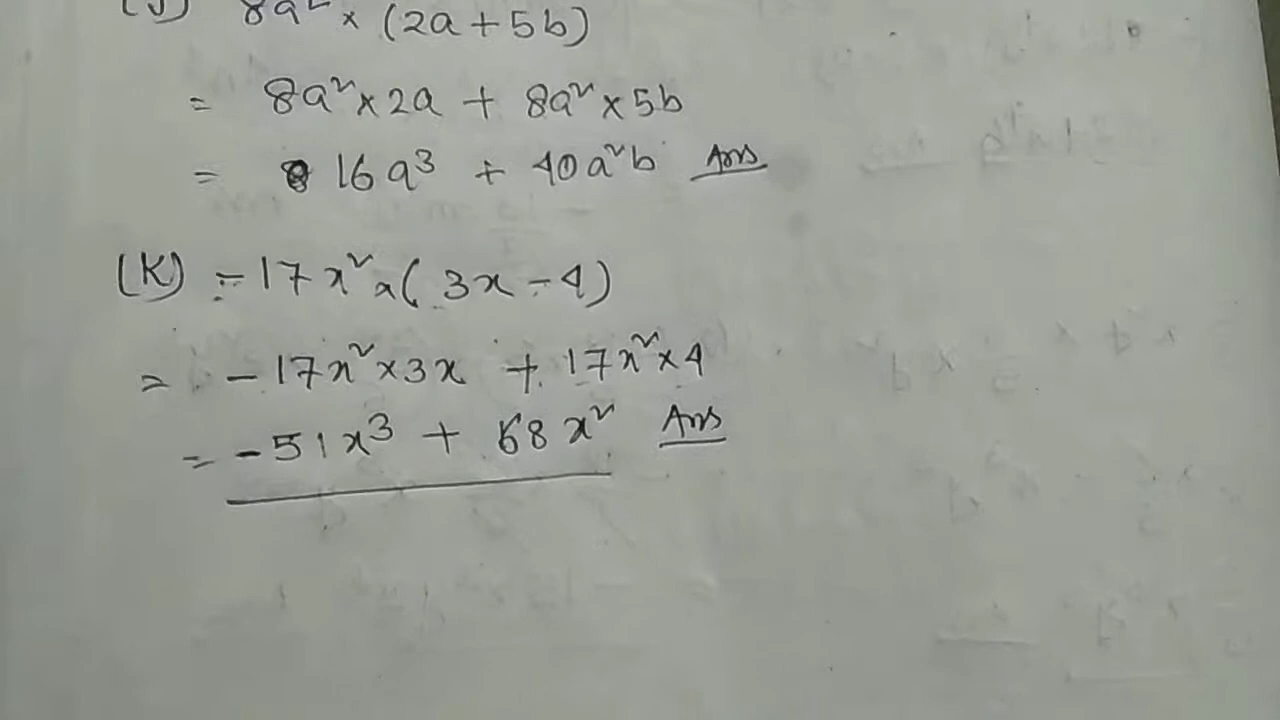 (J) 8a² × (2a + 5b)
= 8a² × 2a + 8a² × 5b
= 16a³ + 40a²b Ans
(K) - 17x² × (3x - 4)
= - 17x² × 3x + 17x² × 4
= - 51x³ + 68x² Ans